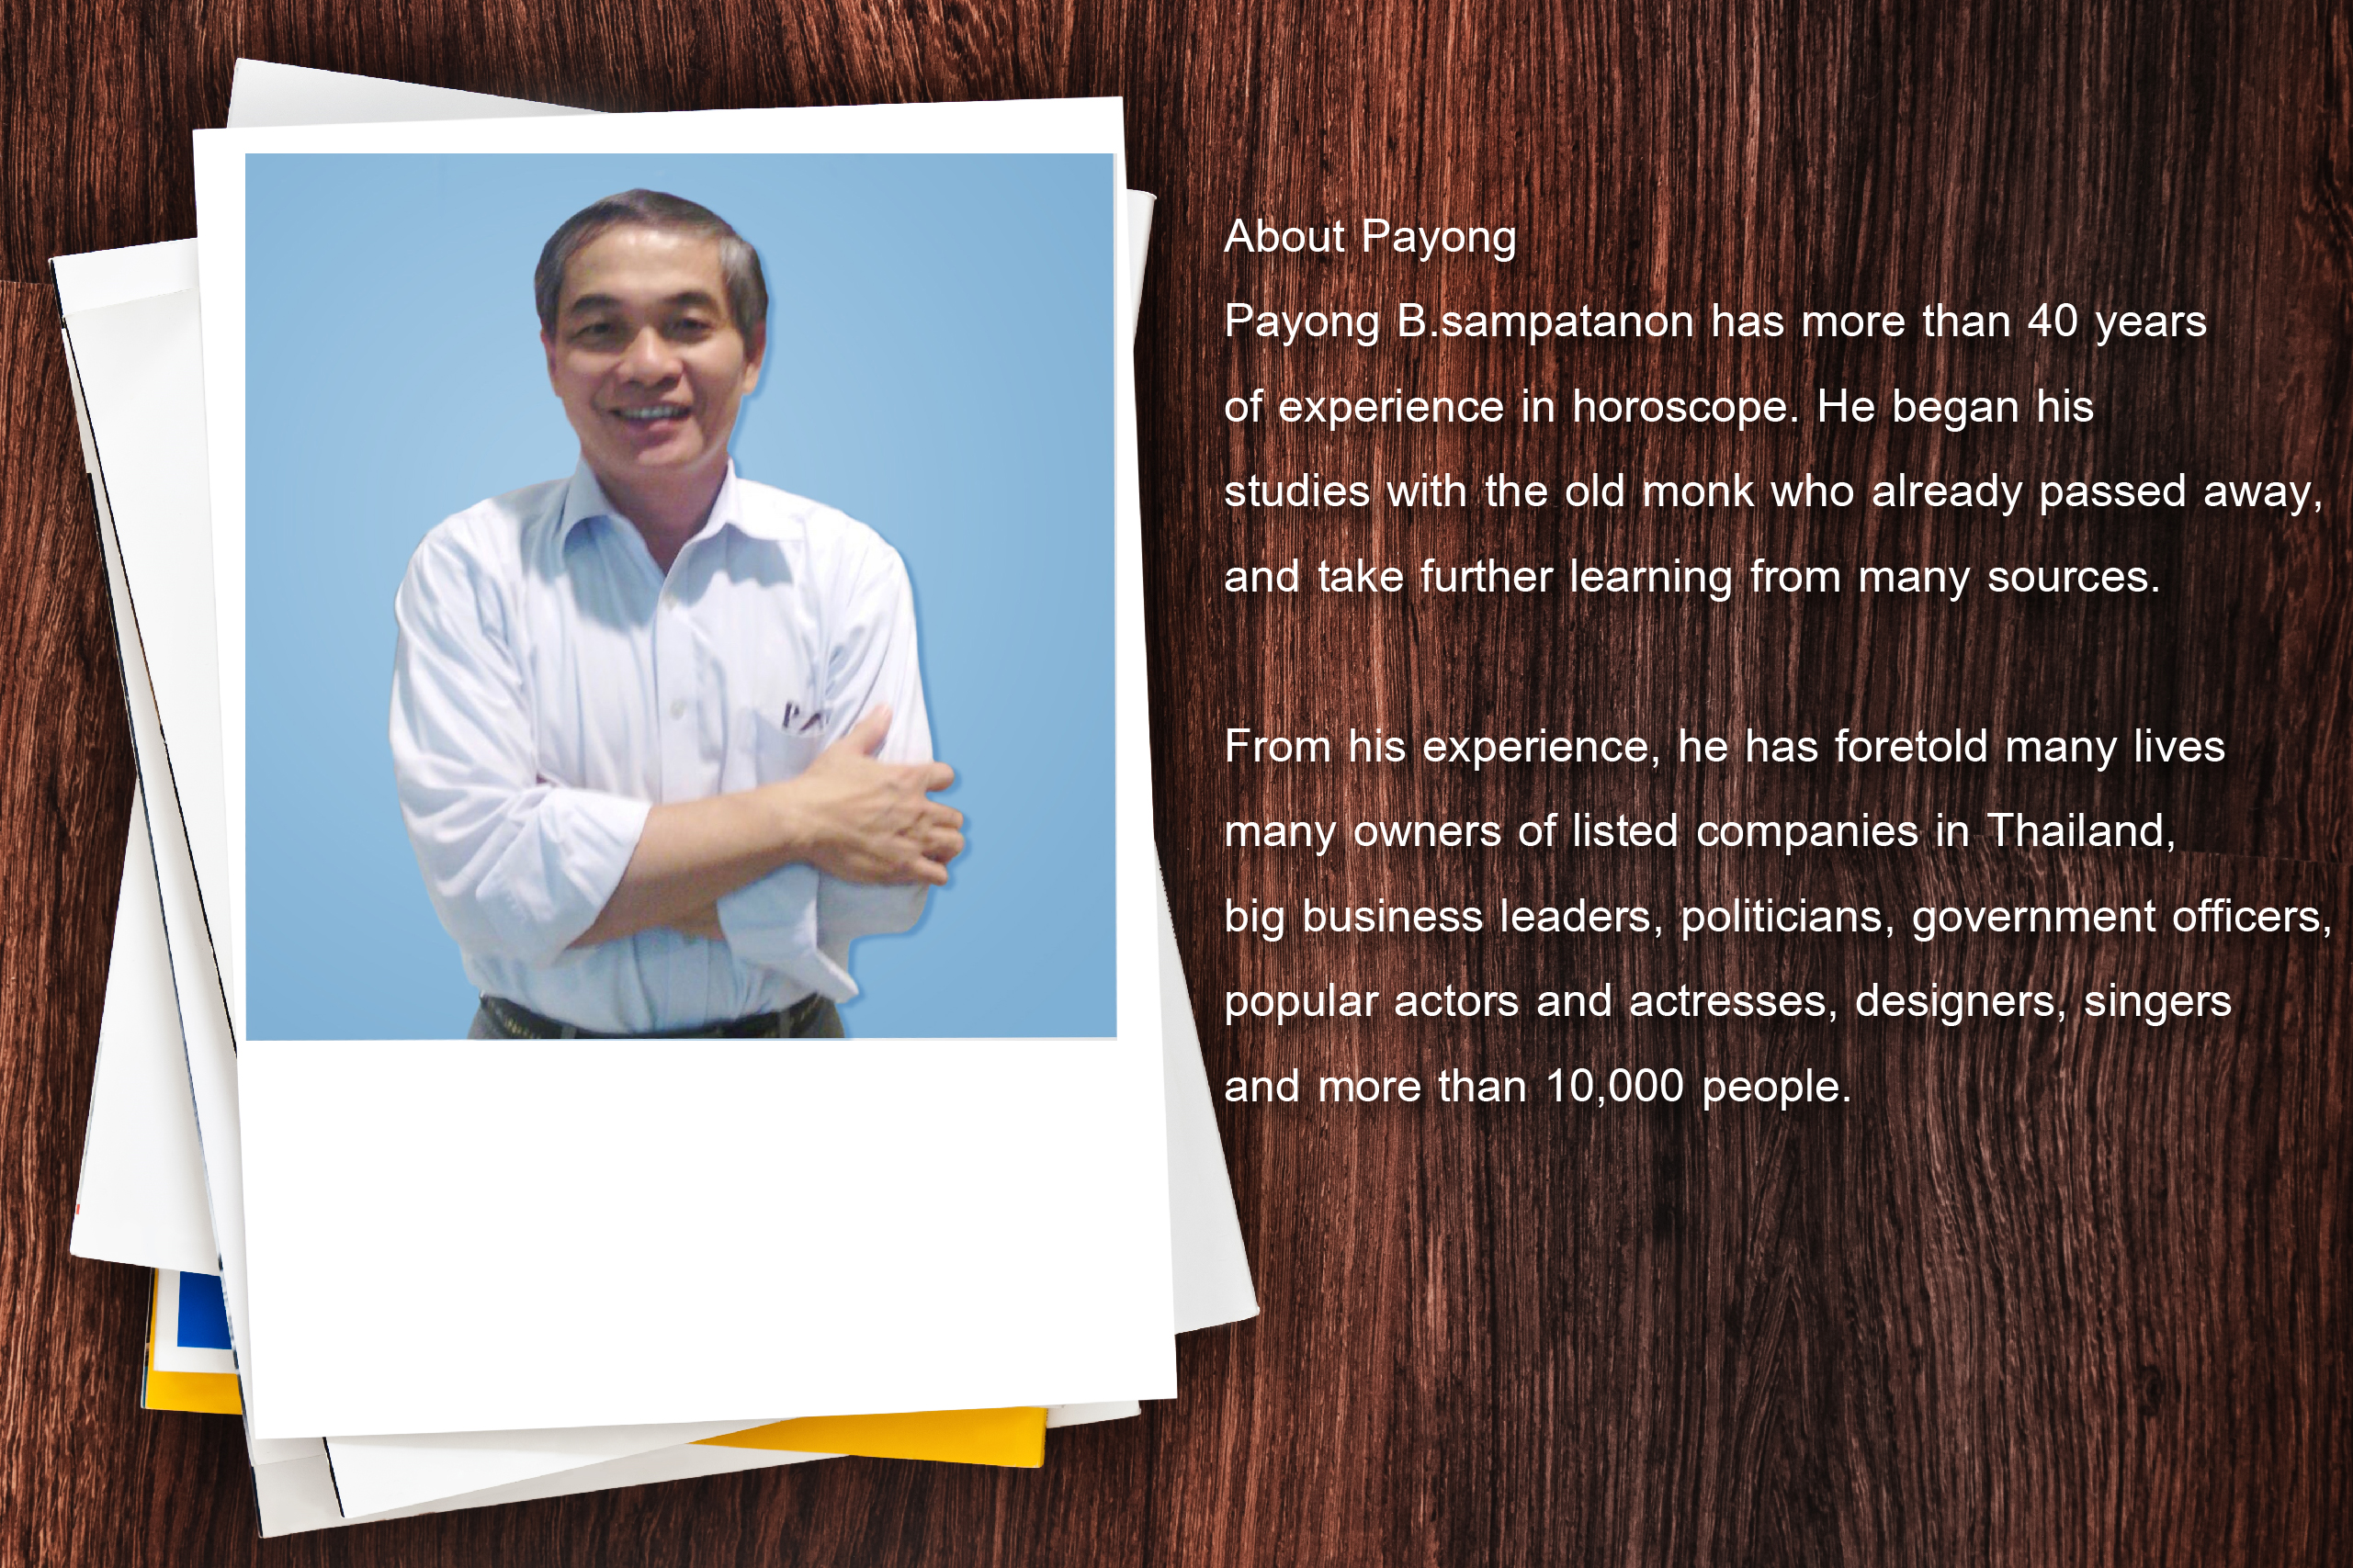 About Payong
Payong B.sampatanon has more than 40 years
of experience in horoscope. He began his
studies with the old monk who already passed away,
and take further learning from many sources.
From his experience, he has foretold many lives
many owners of listed companies in Thailand,
big business leaders, politicians, government officers,
popular actors and actresses, designers, singers
and more than 10,000 people.